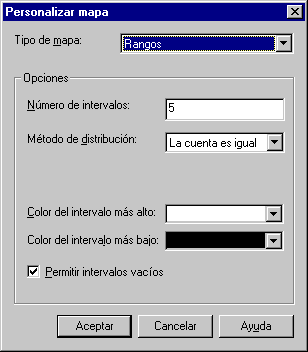 Personalizar mapa
Tipo de mapa: Rangos
Opciones
Número de intervalos: 5
Método de distribución: La cuenta es igual
Color del intervalo más alto:
Color del intervalo más bajo:
Permitir intervalos vacíos
Aceptar Cancelar Ayuda